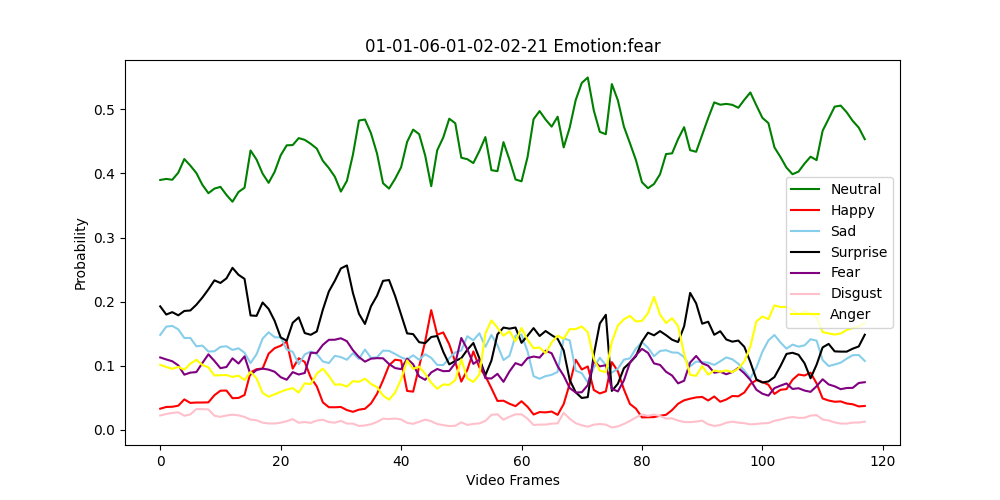 01-01-06-01-02-02-21 Emotion:fear
Probability
0.5
0.4
0.3
0.2
0.1
0.0
Neutral
Happy
Sad
Surprise
Fear
Disgust
Anger
0 20 40 60 80 100 120
Video Frames